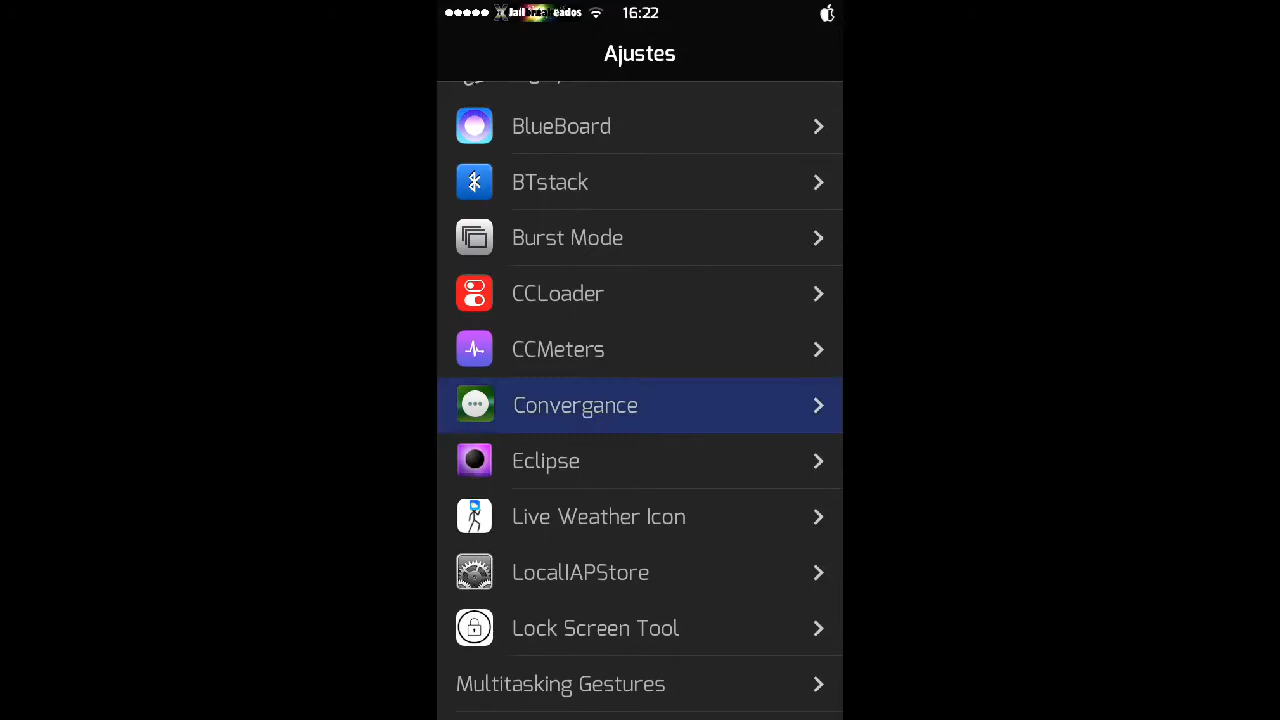 16:22
Ajustes
BlueBoard
BTstack
Burst Mode
CCLoader
CCMeters
Convergance
Eclipse
Live Weather Icon
LocalIAPStore
Lock Screen Tool
Multitasking Gestures